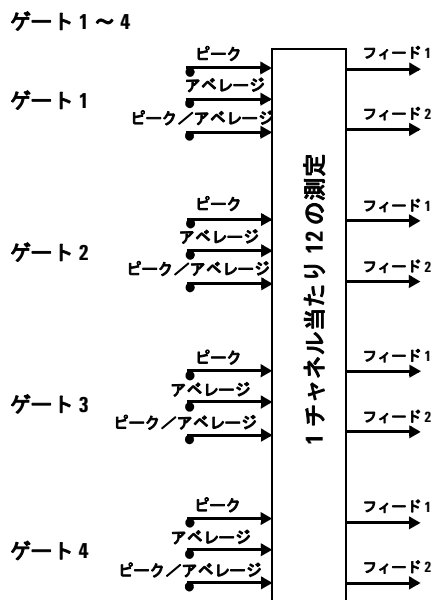 ゲート 1 ～ 4
ピーク
フィード 1
ゲート 1
アベレージ
ピーク／アベレージ
フィード 2
1 チャネル当たり 12 の測定
ピーク
フィード 1
ゲート 2
アベレージ
ピーク／アベレージ
フィード 2
ピーク
フィード 1
ゲート 3
アベレージ
ピーク／アベレージ
フィード 2
ピーク
フィード 1
ゲート 4
アベレージ
ピーク／アベレージ
フィード 2